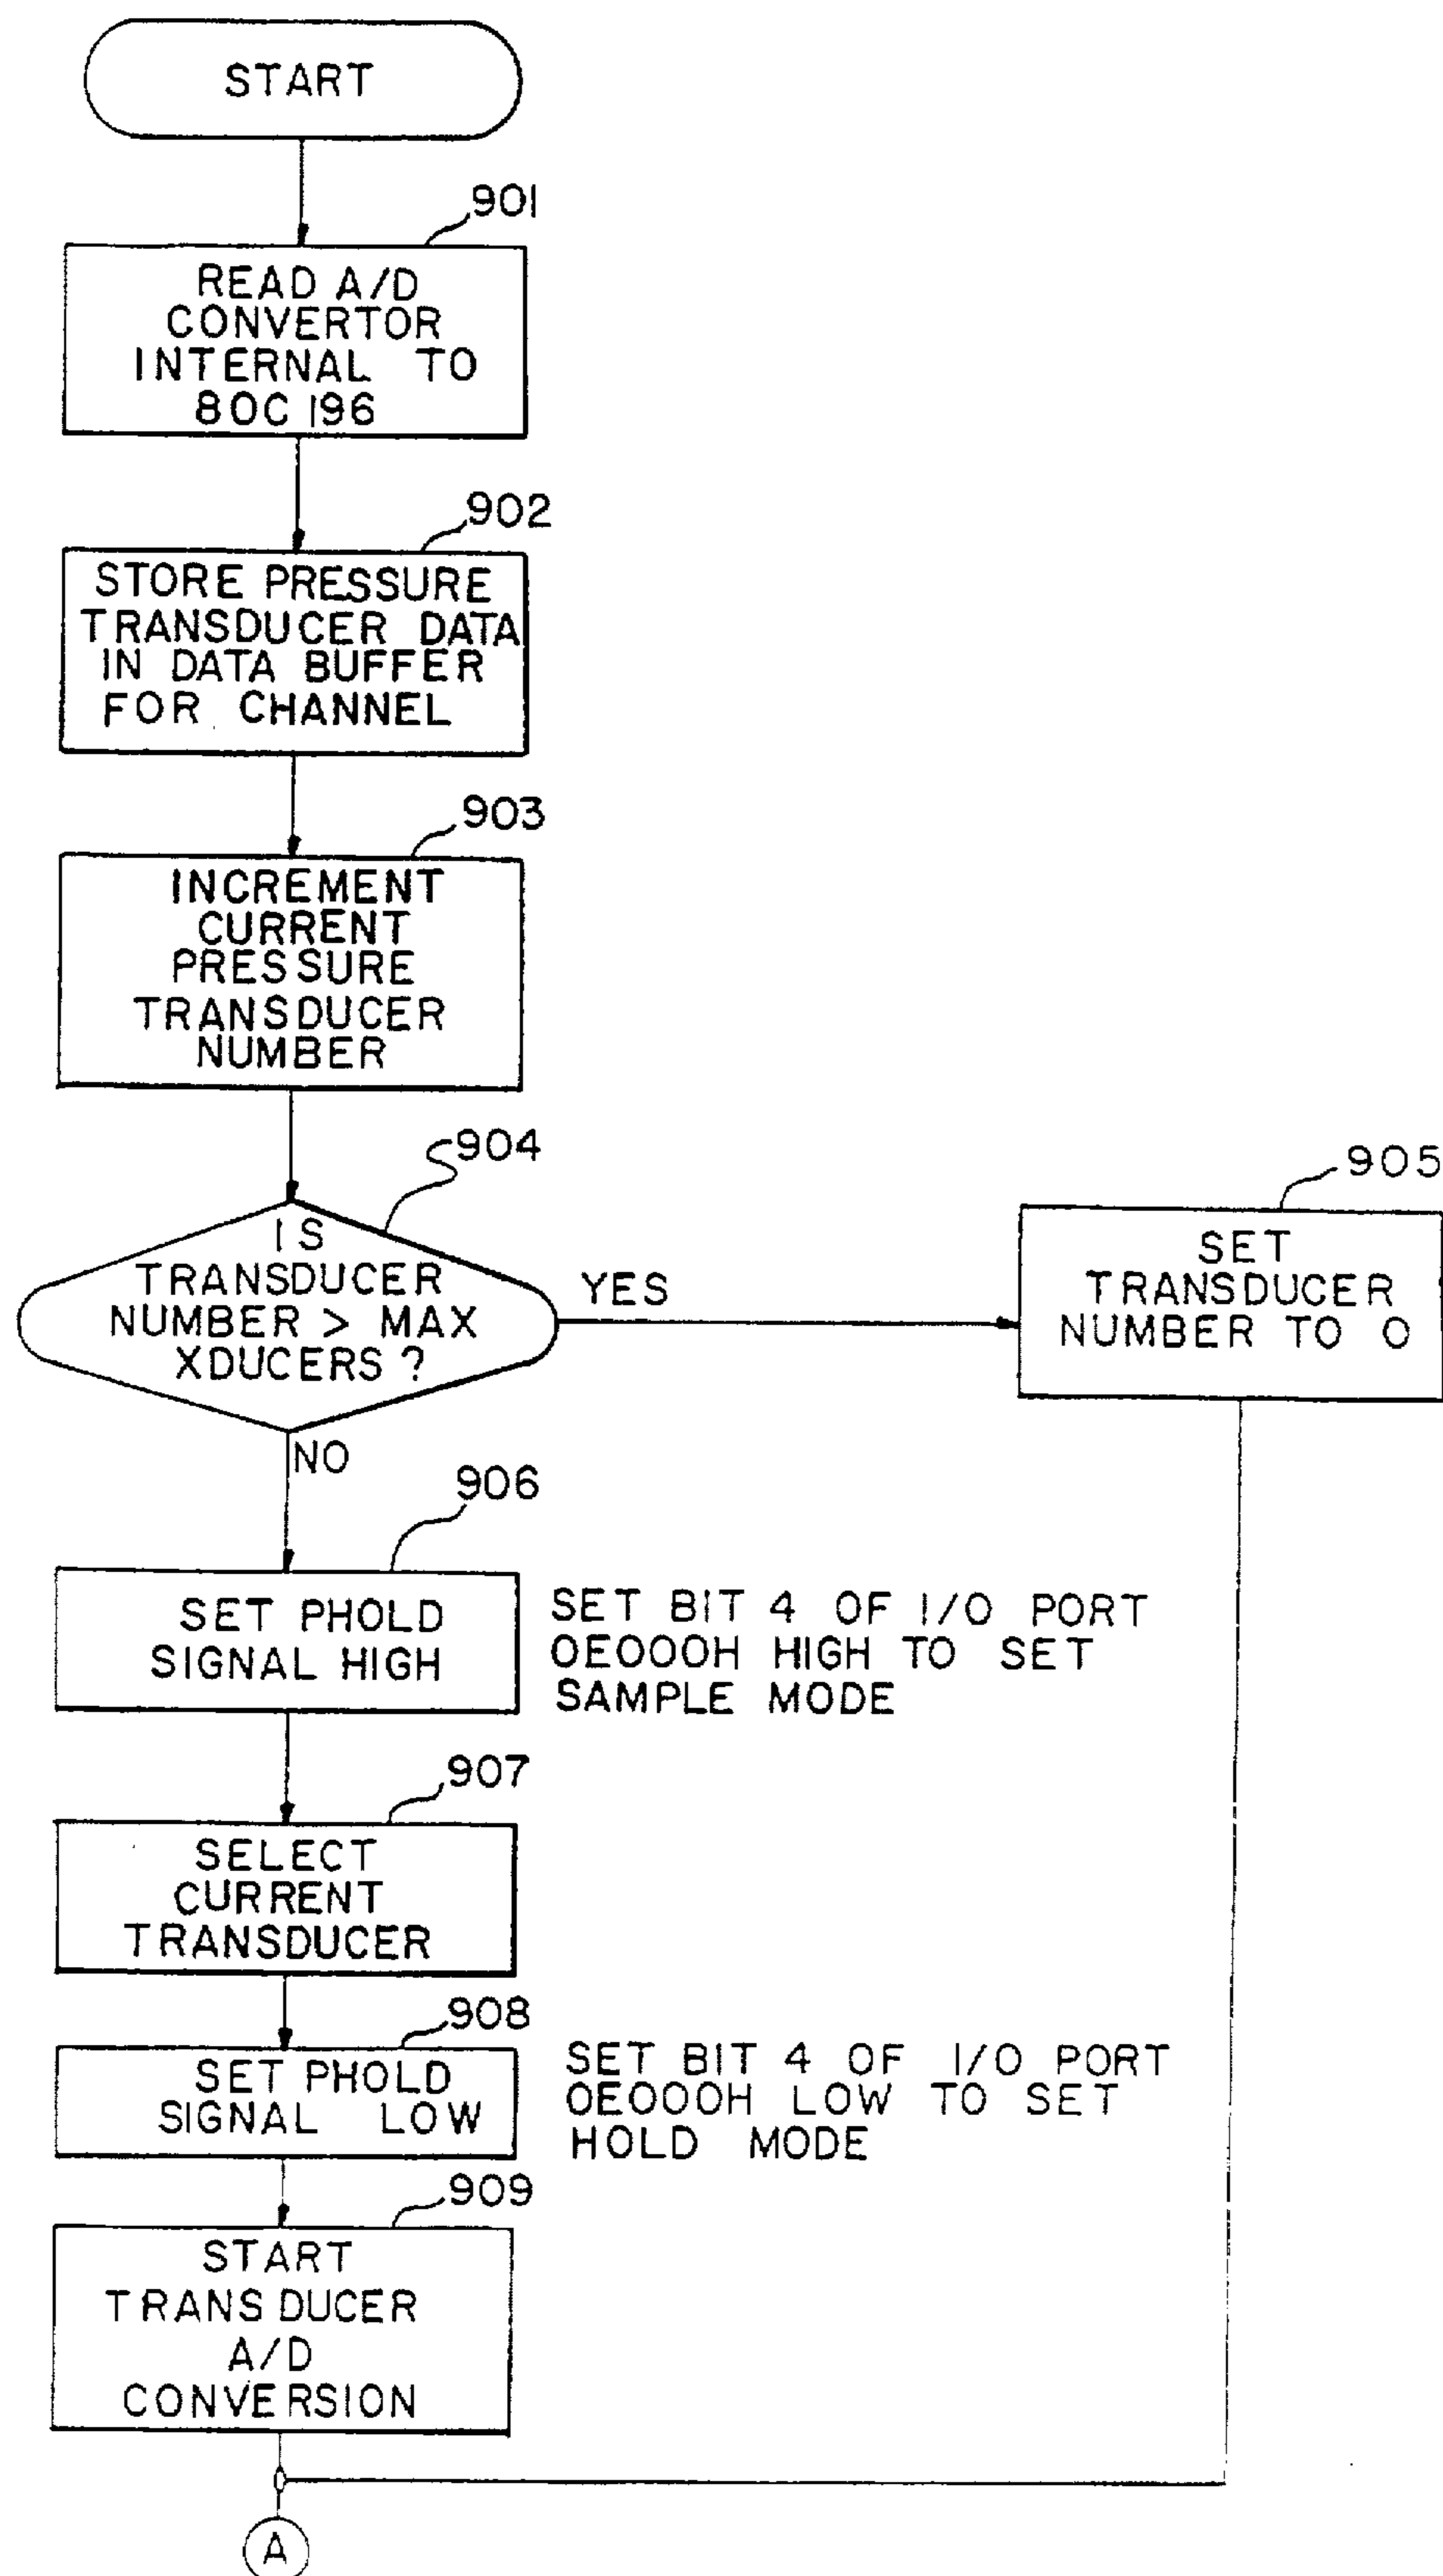 START
901
READ A/D
CONVERTOR
INTERNAL TO
80C 196
902
STORE PRESSURE
TRANSDUCER DATA
IN DATA BUFFER
FOR CHANNEL
903
INCREMENT
CURRENT
PRESSURE
TRANSDUCER
NUMBER
904
IS
TRANSDUCER
NUMBER > MAX
XDUCERS ?
YES
905
SET
TRANSDUCER
NUMBER TO 0
NO
906
SET PHOLD
SIGNAL HIGH
SET BIT 4 OF I/O PORT
0E000H HIGH TO SET
SAMPLE MODE
907
SELECT
CURRENT
TRANSDUCER
908
SET PHOLD
SIGNAL LOW
SET BIT 4 OF I/O PORT
0E000H LOW TO SET
HOLD MODE
909
START
TRANSDUCER
A/D
CONVERSION
A